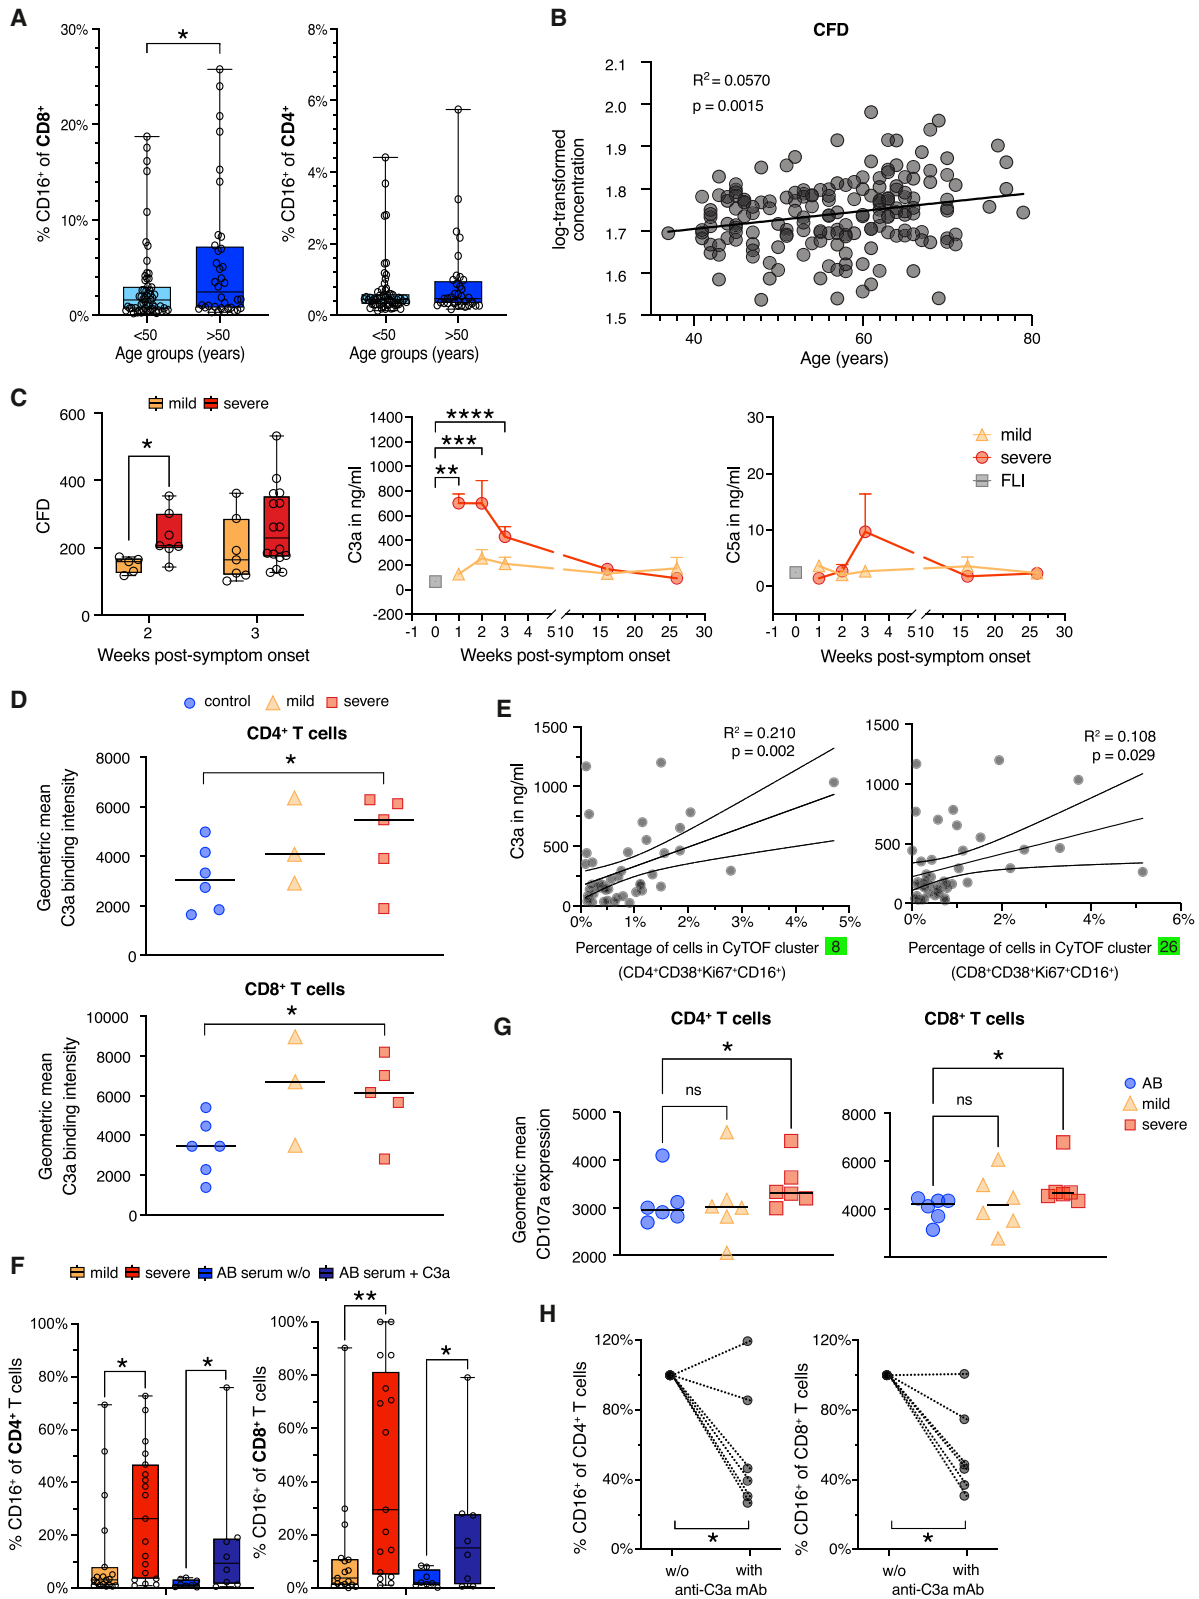 A
30%
20%
10%
0%
% CD16⁺ of CD8⁺
*
<50
>50
Age groups (years)
8%
6%
4%
2%
0%
% CD16⁺ of CD4⁺
<50
>50
Age groups (years)
B
CFD
R² = 0.0570
p = 0.0015
2.1
2.0
1.9
1.8
1.7
1.6
1.5
log-transformed
concentration
40
60
80
Age (years)
C
mild
severe
600
400
200
0
CFD
*
2
3
Weeks post-symptom onset
1400
1200
1000
800
600
400
200
0
-200
C3a in ng/ml
****
***
**
-1
0
1
2
3
4
5
10
15
20
25
30
Weeks post-symptom onset
30
20
10
0
C5a in ng/ml
mild
severe
FLI
-1
0
1
2
3
4
5
10
15
20
25
30
Weeks post-symptom onset
D
control
mild
severe
CD4⁺ T cells
8000
6000
4000
2000
0
Geometric mean
C3a binding intensity
*
CD8⁺ T cells
10000
8000
6000
4000
2000
0
Geometric mean
C3a binding intensity
*
E
1500
1000
500
0
C3a in ng/ml
R² = 0.210
p = 0.002
0%
1%
2%
3%
4%
5%
Percentage of cells in CyTOF cluster 8
(CD4⁺CD38⁺Ki67⁺CD16⁺)
1500
1000
500
0
R² = 0.108
p = 0.029
0%
2%
4%
6%
Percentage of cells in CyTOF cluster 26
(CD8⁺CD38⁺Ki67⁺CD16⁺)
F
mild
severe
AB serum w/o
AB serum + C3a
100%
80%
60%
40%
20%
0%
% CD16⁺ of CD4⁺ T cells
*
*
100%
80%
60%
40%
20%
0%
% CD16⁺ of CD8⁺ T cells
**
*
G
CD4⁺ T cells
5000
4000
3000
2000
Geometric mean
CD107a expression
ns
*
CD8⁺ T cells
8000
6000
4000
ns
*
AB
mild
severe
H
120%
80%
40%
0%
% CD16⁺ of CD4⁺ T cells
*
w/o
with
anti-C3a mAb
120%
80%
40%
0%
% CD16⁺ of CD8⁺ T cells
*
w/o
with
anti-C3a mAb